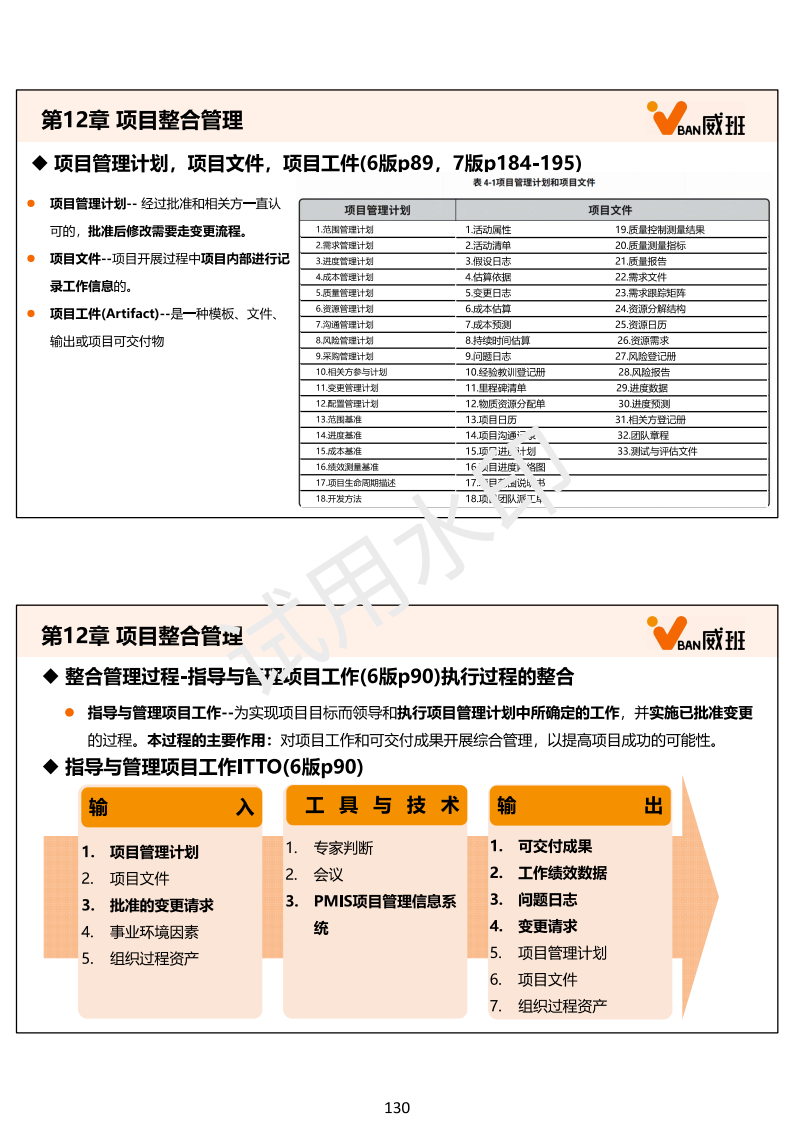 第12章 项目整合管理
VBAN威班
◆ 项目管理计划，项目文件，项目工件(6版p89，7版p184-195)
表 4-1项目管理计划和项目文件
● 项目管理计划-- 经过批准和相关方一直认
可的，批准后修改需要走变更流程。
● 项目文件--项目开展过程中项目内部进行记
录工作信息的。
● 项目工件(Artifact)--是一种模板、文件、
输出或项目可交付物
项目管理计划 项目文件
1.范围管理计划 1.活动属性 19.质量控制测量结果
2.需求管理计划 2.活动清单 20.质量测量指标
3.进度管理计划 3.假设日志 21.质量报告
4.成本管理计划 4.估算依据 22.需求文件
5.质量管理计划 5.变更日志 23.需求跟踪矩阵
6.资源管理计划 6.成本估算 24.资源分解结构
7.沟通管理计划 7.成本预测 25.资源日历
8.风险管理计划 8.持续时间估算 26.资源需求
9.采购管理计划 9.问题日志 27.风险登记册
10.相关方参与计划 10.经验教训登记册 28.风险报告
11.变更管理计划 11.里程碑清单 29.进度数据
12.配置管理计划 12.物质资源分配单 30.进度预测
13.范围基准 13.项目日历 31.相关方登记册
14.进度基准 14.项目沟通记录 32.团队章程
15.成本基准 15.项目进度计划 33.测试与评估文件
16.绩效测量基准 16.项目进度网络图
17.项目生命周期描述 17.项目范围说明书
18.开发方法 18.项目团队派工单
试用水印
第12章 项目整合管理
VBAN威班
◆ 整合管理过程-指导与管理项目工作(6版p90)执行过程的整合
● 指导与管理项目工作--为实现项目目标而领导和执行项目管理计划中所确定的工作，并实施已批准变更
的过程。本过程的主要作用：对项目工作和可交付成果开展综合管理，以提高项目成功的可能性。
◆ 指导与管理项目工作ITTO(6版p90)
输 入
1. 项目管理计划
2. 项目文件
3. 批准的变更请求
4. 事业环境因素
5. 组织过程资产
工 具 与 技 术
1. 专家判断
2. 会议
3. PMIS项目管理信息系
统
输 出
1. 可交付成果
2. 工作绩效数据
3. 问题日志
4. 变更请求
5. 项目管理计划
6. 项目文件
7. 组织过程资产
130